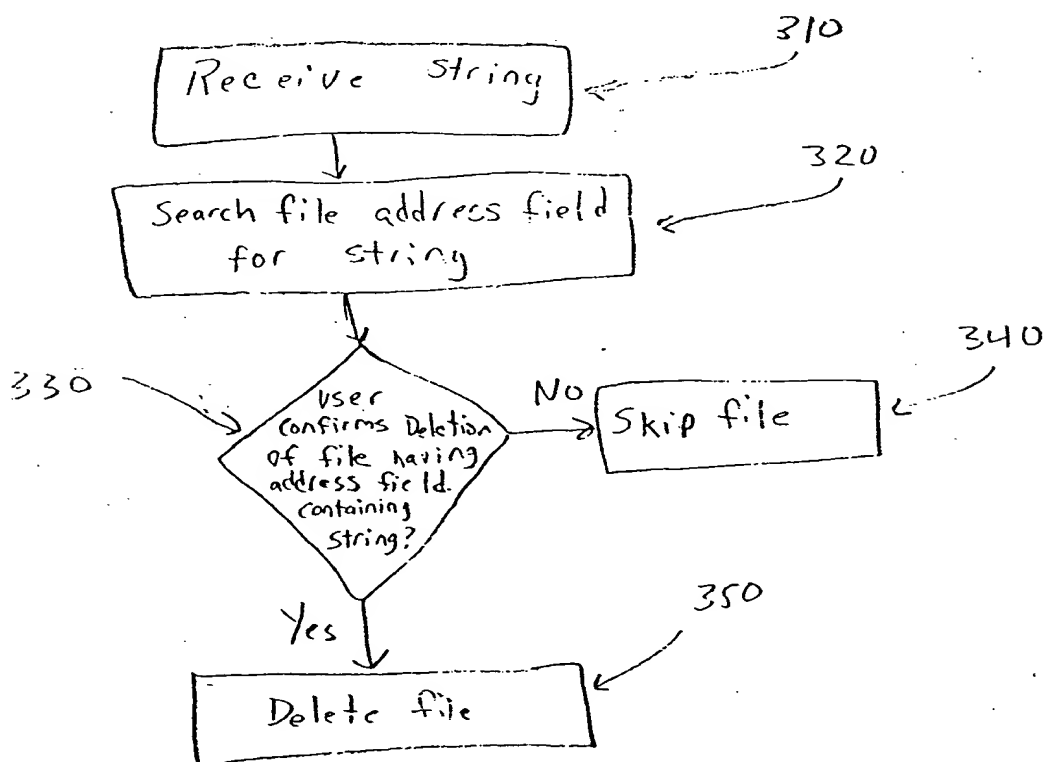 310
Receive String
320
Search file address field
for string
330
User
confirms Deletion
of file having
address field.
containing
string?
No
340
Skip file
Yes
350
Delete file